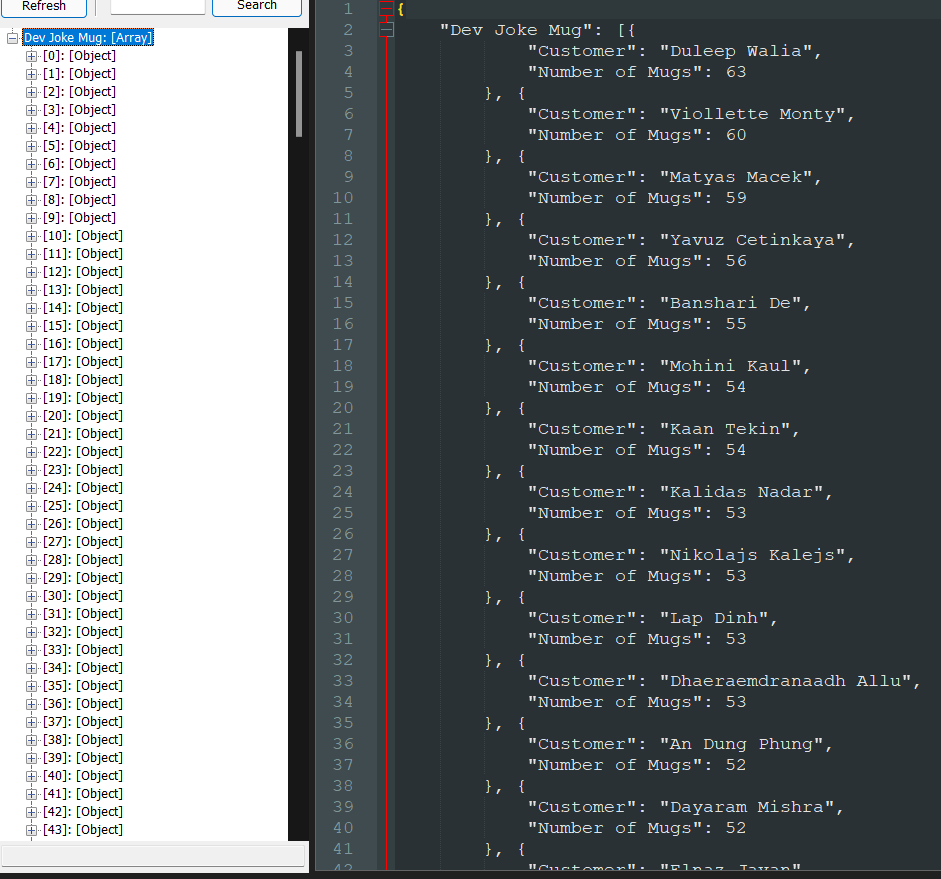 Refresh
Search
Dev Joke Mug: [Array]
[0]: [Object]
[1]: [Object]
[2]: [Object]
[3]: [Object]
[4]: [Object]
[5]: [Object]
[6]: [Object]
[7]: [Object]
[8]: [Object]
[9]: [Object]
[10]: [Object]
[11]: [Object]
[12]: [Object]
[13]: [Object]
[14]: [Object]
[15]: [Object]
[16]: [Object]
[17]: [Object]
[18]: [Object]
[19]: [Object]
[20]: [Object]
[21]: [Object]
[22]: [Object]
[23]: [Object]
[24]: [Object]
[25]: [Object]
[26]: [Object]
[27]: [Object]
[28]: [Object]
[29]: [Object]
[30]: [Object]
[31]: [Object]
[32]: [Object]
[33]: [Object]
[34]: [Object]
[35]: [Object]
[36]: [Object]
[37]: [Object]
[38]: [Object]
[39]: [Object]
[40]: [Object]
[41]: [Object]
[42]: [Object]
[43]: [Object]
1 {
2 "Dev Joke Mug": [{
3 "Customer": "Duleep Walia",
4 "Number of Mugs": 63
5 }, {
6 "Customer": "Viollette Monty",
7 "Number of Mugs": 60
8 }, {
9 "Customer": "Matyas Macek",
10 "Number of Mugs": 59
11 }, {
12 "Customer": "Yavuz Cetinkaya",
13 "Number of Mugs": 56
14 }, {
15 "Customer": "Banshari De",
16 "Number of Mugs": 55
17 }, {
18 "Customer": "Mohini Kaul",
19 "Number of Mugs": 54
20 }, {
21 "Customer": "Kaan Tekin",
22 "Number of Mugs": 54
23 }, {
24 "Customer": "Kalidas Nadar",
25 "Number of Mugs": 53
26 }, {
27 "Customer": "Nikolajs Kalejs",
28 "Number of Mugs": 53
29 }, {
30 "Customer": "Lap Dinh",
31 "Number of Mugs": 53
32 }, {
33 "Customer": "Dhaeraemdranaadh Allu",
34 "Number of Mugs": 53
35 }, {
36 "Customer": "An Dung Phung",
37 "Number of Mugs": 52
38 }, {
39 "Customer": "Dayaram Mishra",
40 "Number of Mugs": 52
41 }, {
42 "Customer":